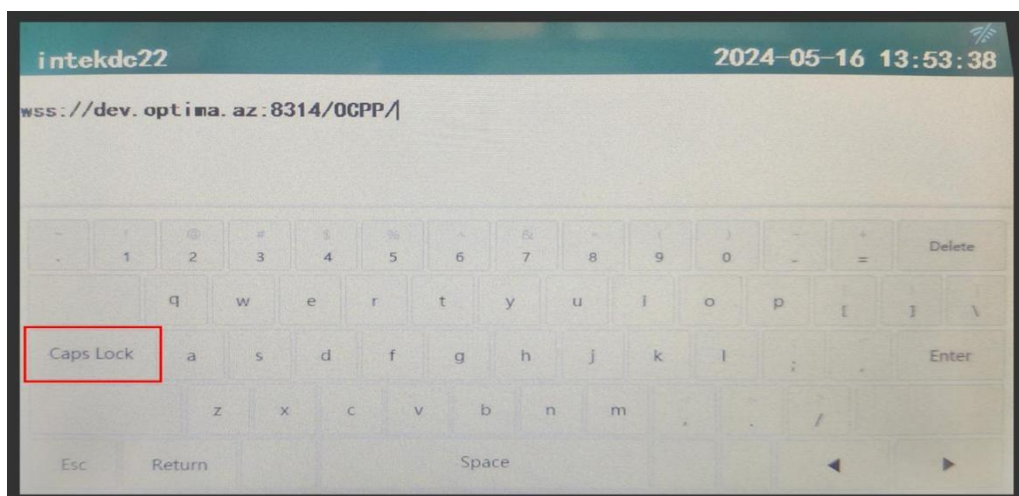 intekdc22 2024-05-16 13:53:38
wss://dev.optima.az:8314/OCPP/
1 @ 2 # 3 $ 4 % 5 ^ 6 & 7 8 ( 9 ) 0 - + = Delete
q w e r t y u i o p [ ] \
Caps Lock a s d f g h j k l ; Enter
z x c v b n m . /
Esc Return Space ◀ ▶